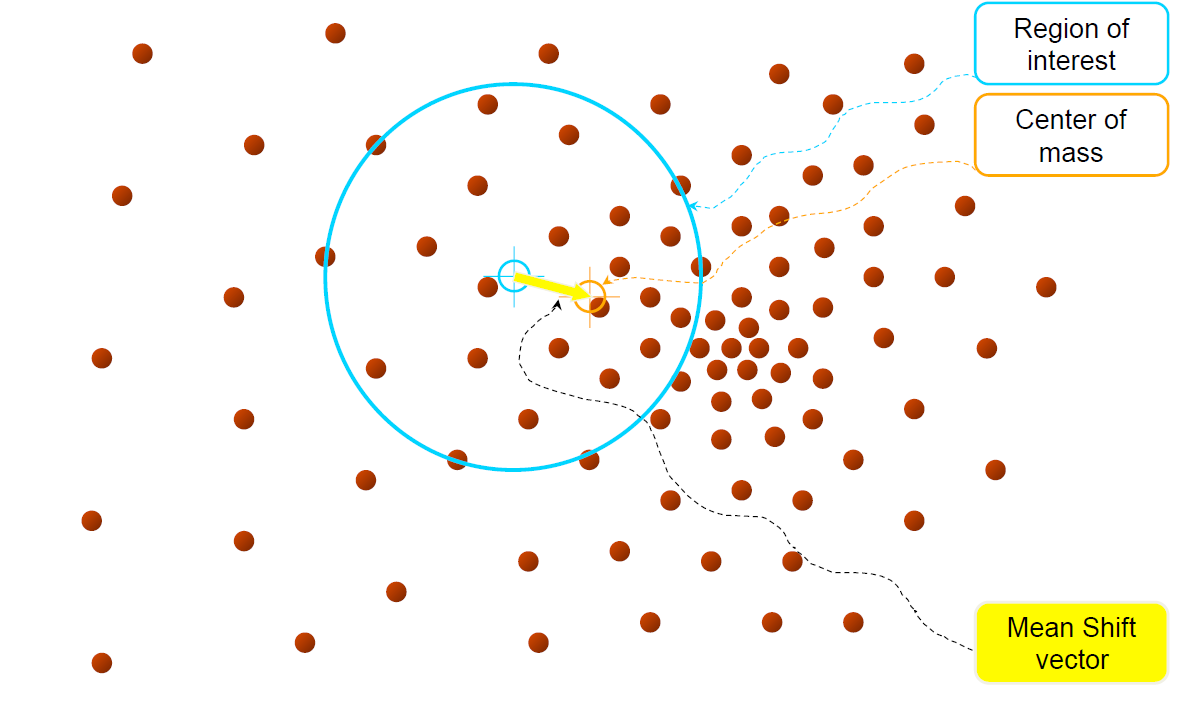 Region of
interest
Center of
mass
Mean Shift
vector